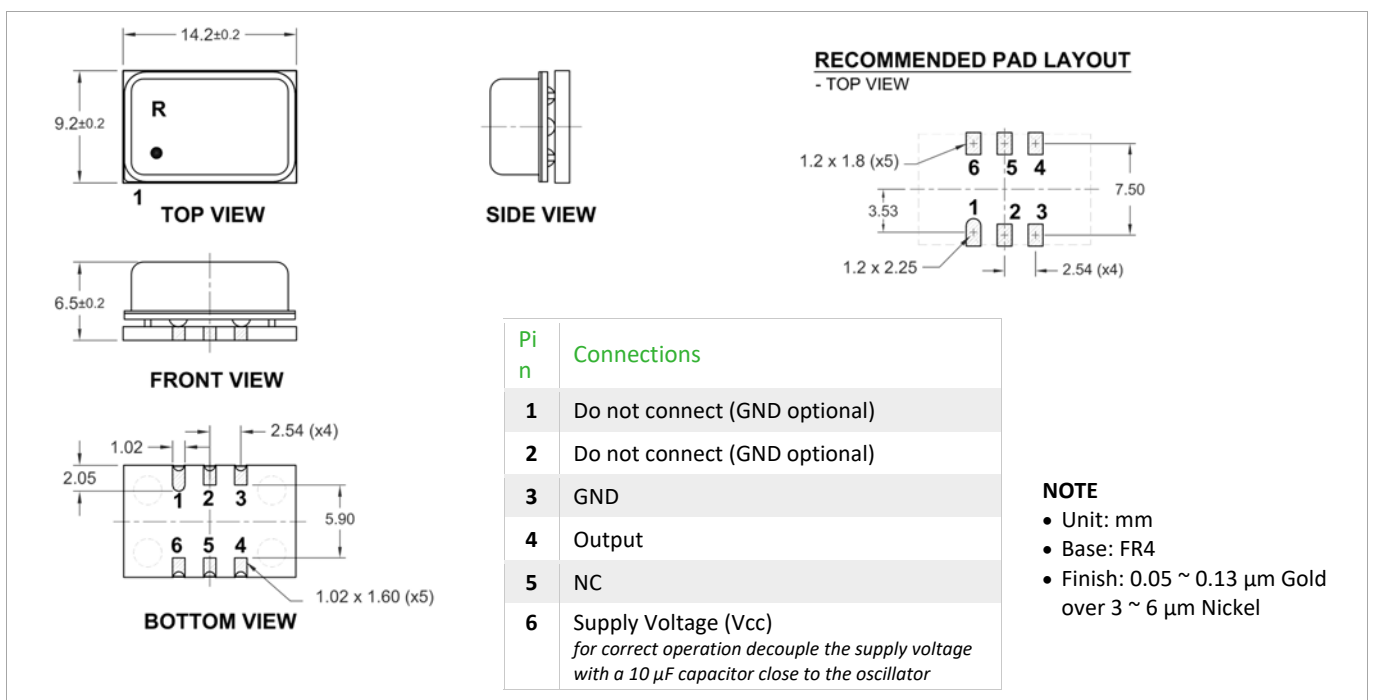 14.2±0.2
9.2±0.2
R
1
TOP VIEW
SIDE VIEW
RECOMMENDED PAD LAYOUT
- TOP VIEW
1.2 x 1.8 (x5)
6 5 4
7.50
3.53
1 2 3
1.2 x 2.25
2.54 (x4)
6.5±0.2
FRONT VIEW
2.54 (x4)
1.02
2.05
1 2 3
5.90
6 5 4
1.02 x 1.60 (x5)
BOTTOM VIEW
Pi
n
Connections
1 Do not connect (GND optional)
2 Do not connect (GND optional)
3 GND
4 Output
5 NC
6 Supply Voltage (Vcc)
for correct operation decouple the supply voltage
with a 10 µF capacitor close to the oscillator
NOTE
• Unit: mm
• Base: FR4
• Finish: 0.05 ~ 0.13 µm Gold
over 3 ~ 6 µm Nickel